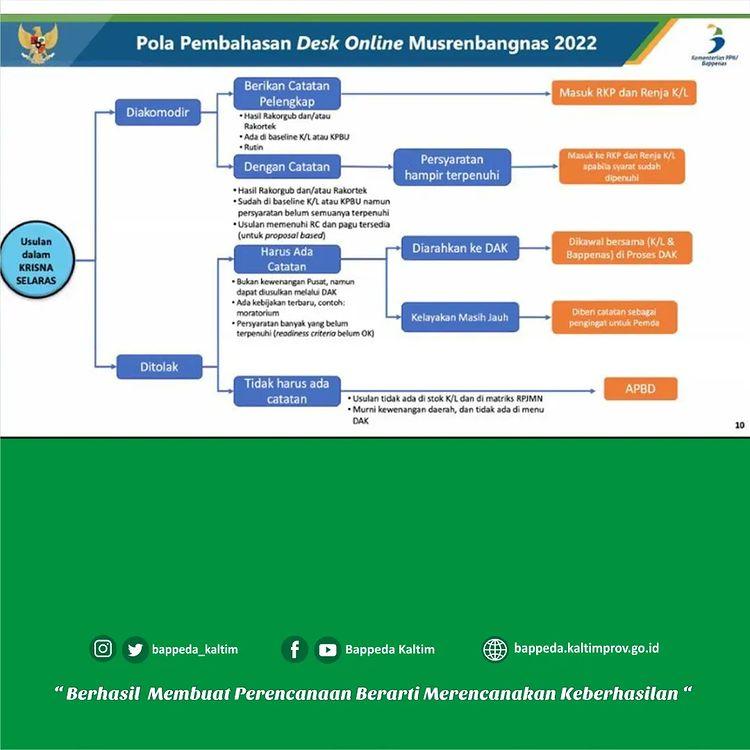 Pola Pembahasan Desk Online Musrenbangnas 2022
Kementerian PPN/
Bappenas
Usulan
dalam
KRISNA
SELARAS
Diakomodir
Berikan Catatan
Pelengkap
• Hasil Rakorgub dan/atau
Rakortek
• Ada di baseline K/L atau KPBU
• Rutin
Masuk RKP dan Renja K/L
Dengan Catatan
• Hasil Rakorgub dan/atau Rakortek
• Sudah di baseline K/L atau KPBU namun
persyaratan belum semuanya terpenuhi
• Usulan memenuhi RC dan pagu tersedia
(untuk proposal based)
Persyaratan
hampir terpenuhi
Masuk ke RKP dan Renja K/L
apabila syarat sudah
dipenuhi
Ditolak
Harus Ada
Catatan
• Bukan kewenangan Pusat, namun
dapat diusulkan melalui DAK
• Ada kebijakan terbaru, contoh:
moratorium
• Persyaratan banyak yang belum
terpenuhi (readiness criteria belum OK)
Diarahkan ke DAK
Dikawal bersama (K/L &
Bappenas) di Proses DAK
Kelayakan Masih Jauh
Diberi catatan sebagai
pengingat untuk Pemda
Tidak harus ada
catatan
• Usulan tidak ada di stok K/L dan di matriks RPJMN
• Murni kewenangan daerah, dan tidak ada di menu
DAK
APBD
10
bappeda_kaltim
Bappeda Kaltim
bappeda.kaltimprov.go.id
“ Berhasil Membuat Perencanaan Berarti Merencanakan Keberhasilan “